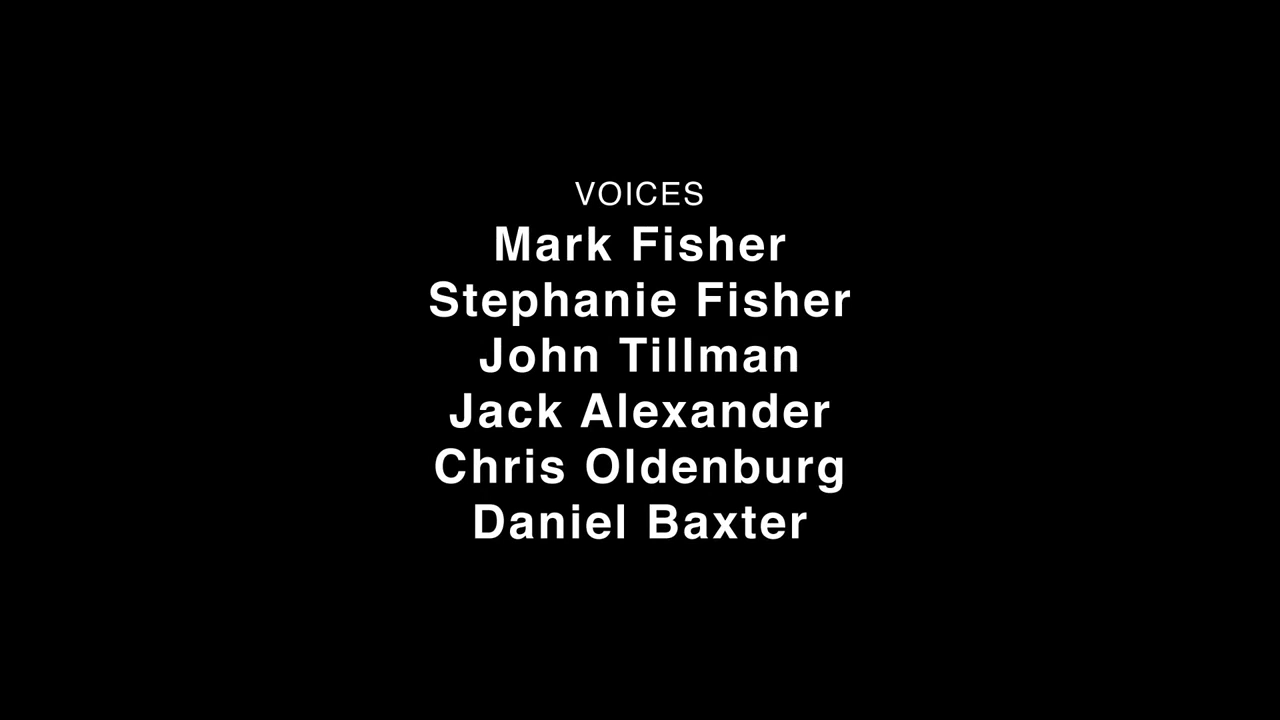 VOICES
Mark Fisher
Stephanie Fisher
John Tillman
Jack Alexander
Chris Oldenburg
Daniel Baxter